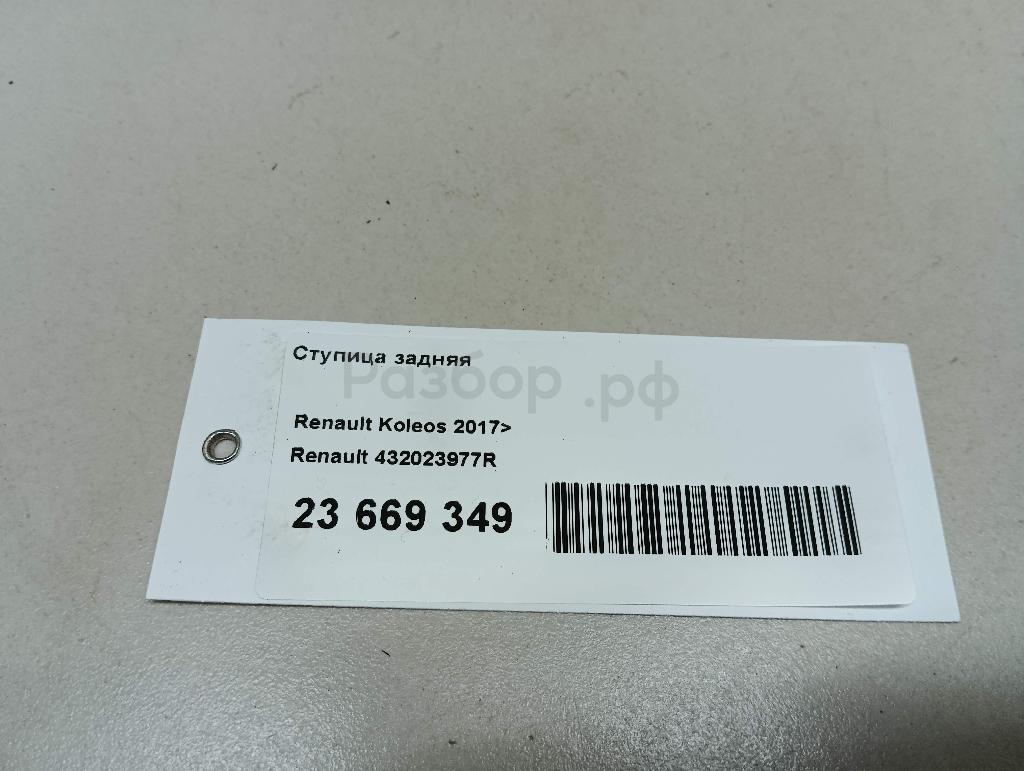 Ступица задняя
Разбор.рф
Renault Koleos 2017>
Renault 432023977R
23 669 349